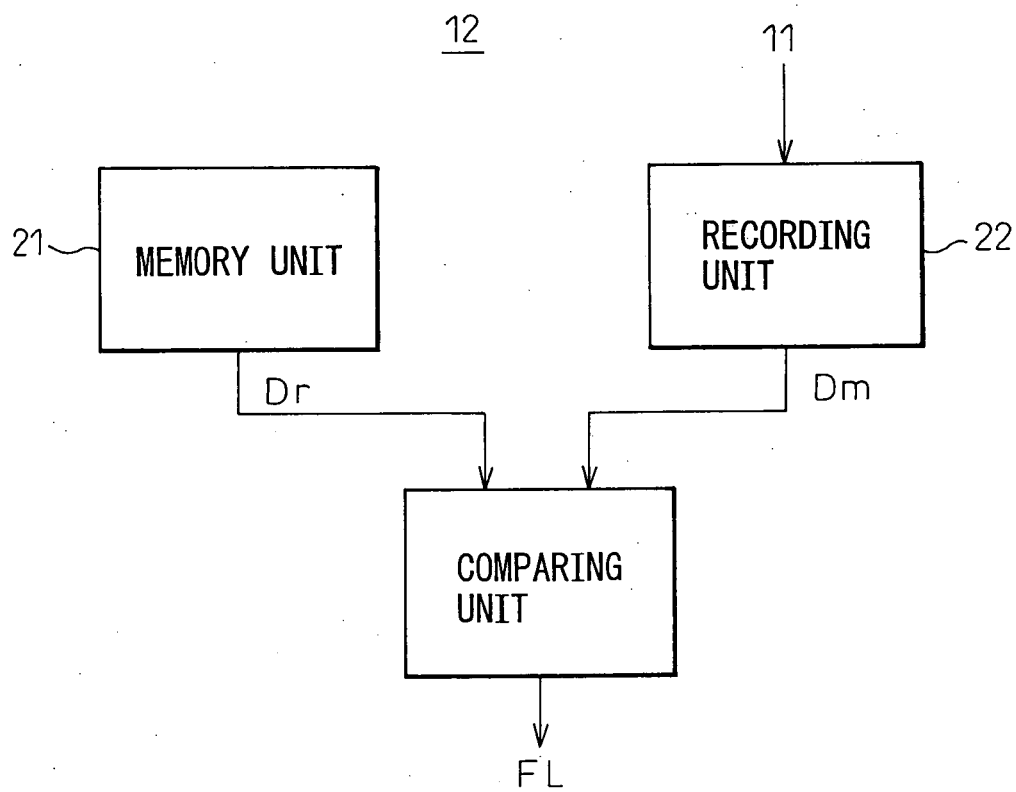 12
11
21
MEMORY UNIT
RECORDING
UNIT
22
Dr
Dm
COMPARING
UNIT
FL